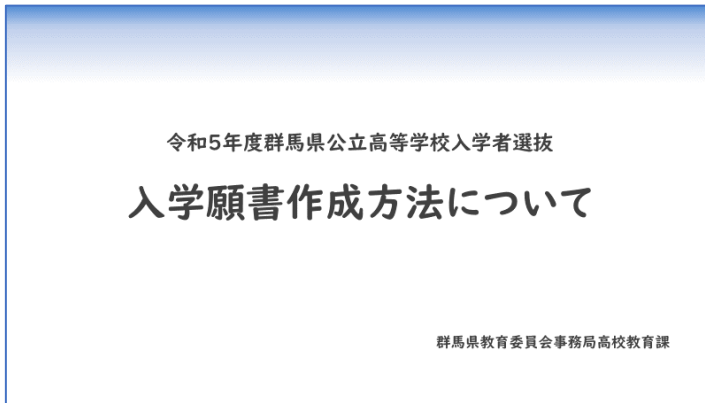 令和5年度群馬県公立高等学校入学者選抜
入学願書作成方法について
群馬県教育委員会事務局高校教育課